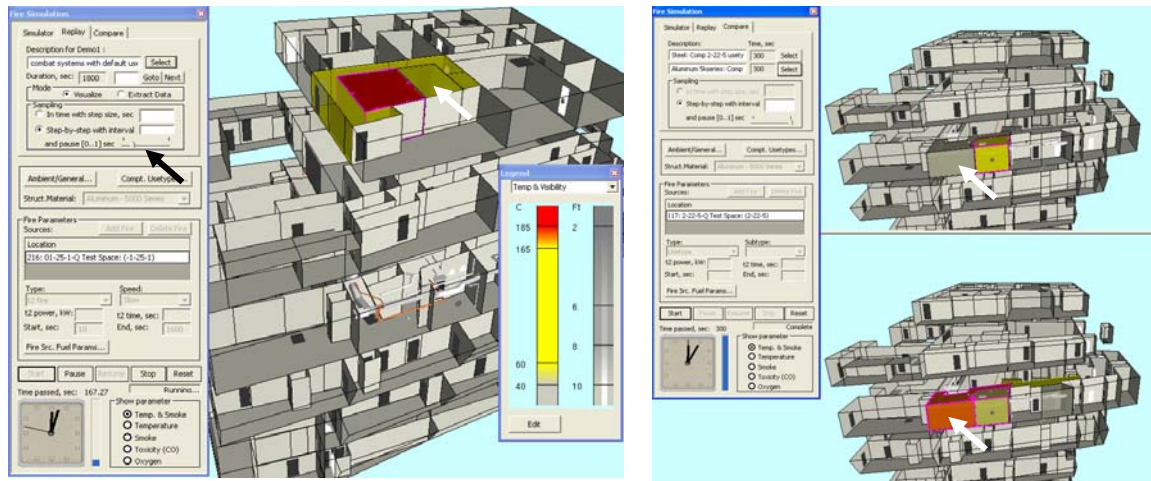 Fire Simulation
Simulator Replay Compare
Description for Demo1 :
combat systems with default use Select
Duration, sec: 1800 Goto Next
Mode
Visualize Extract Data
Sampling
In time with step size, sec
Step-by-step with interval
and pause [0..1] sec
Ambient/General... Compt. Usetypes...
Struct.Material: Aluminum - 5000 Series
Fire Parameters
Sources: Add Fire Delete Fire
Location
216: 01-25-1-Q Test Space: (-1-25-1)
Type: Speed:
t2 fire Slow
t2 power, kW: t2 time, sec:
Start, sec: 10 End, sec: 1600
Fire Src. Fuel Params...
Start Pause Resume Stop Reset
Time passed, sec: 167.27 Running...
Show parameter
Temp. & Smoke
Temperature
Smoke
Toxicity (CO)
Oxygen
Legend
Temp & Visibility
C Ft
185 2
165
6
8
60
40 10
Edit
Fire Simulation
Simulator Replay Compare
Description: Time, sec
Steel: Comp 2-22-5 usety 300 Select
Aluminum 5kseries: Comp 300 Select
Sampling
In time with step size, sec
Step-by-step with interval
and pause [0..1] sec
Ambient/General... Compt. Usetypes...
Struct.Material: Aluminum - 5000 Series
Fire Parameters
Sources: Add Fire Delete Fire
Location
117: 2-22-5-Q Test Space: (2-22-5)
Type: Subtype:
Usetype
t2 power, kW: t2 time, sec:
Start, sec: End, sec:
Fire Src. Fuel Params...
Start Pause Resume Stop Reset
Time passed, sec: 300 Complete
Show parameter
Temp. & Smoke
Temperature
Smoke
Toxicity (CO)
Oxygen